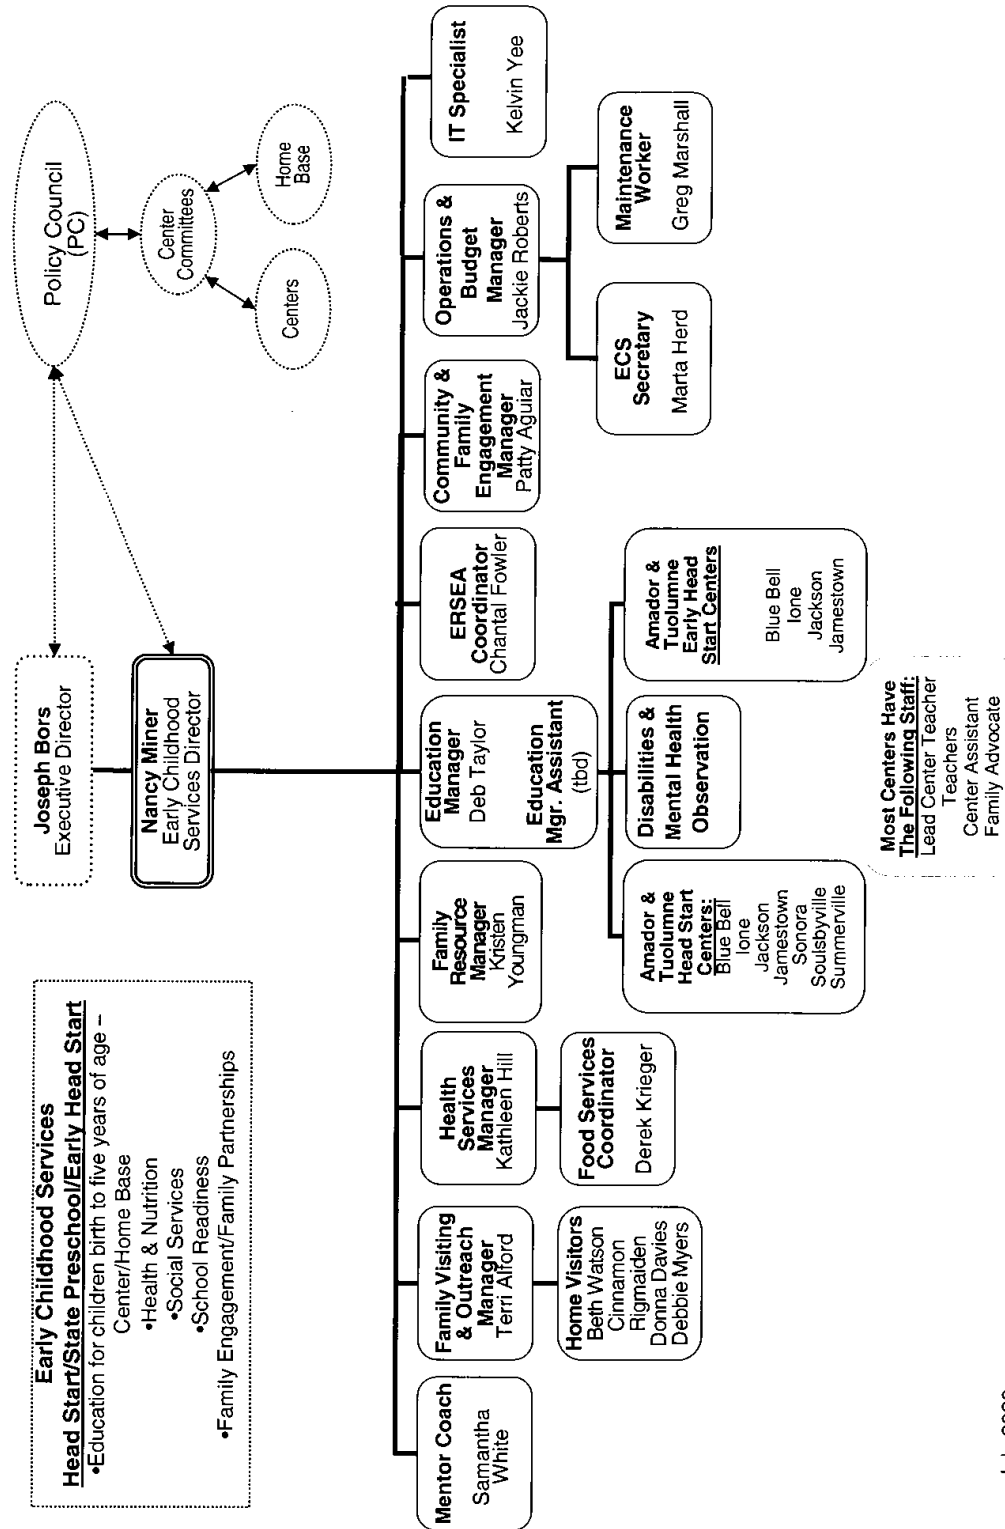 Early Childhood Services
Head Start/State Preschool/Early Head Start
•Education for children birth to five years of age –
Center/Home Base
•Health & Nutrition
•Social Services
•School Readiness
•Family Engagement/Family Partnerships
Joseph Bors
Executive Director
Nancy Miner
Early Childhood
Services Director
Policy Council
(PC)
Center
Committees
Centers
Home
Base
Mentor Coach
Samantha
White
Family Visiting
& Outreach
Manager
Terri Alford
Home Visitors
Beth Watson
Cinnamon
Rigmaiden
Donna Davies
Debbie Myers
Health
Services
Manager
Kathleen Hill
Food Services
Coordinator
Derek Krieger
Family
Resource
Manager
Kristen
Youngman
Education
Manager
Deb Taylor
Education
Mgr. Assistant
(tbd)
Amador &
Tuolumne
Head Start
Centers:
Blue Bell
Ione
Jackson
Jamestown
Sonora
Soulsbyville
Summerville
Disabilities &
Mental Health
Observation
Amador &
Tuolumne
Early Head
Start Centers
Blue Bell
Ione
Jackson
Jamestown
Most Centers Have
The Following Staff:
Lead Center Teacher
Teachers
Center Assistant
Family Advocate
ERSEA
Coordinator
Chantal Fowler
Community &
Family
Engagement
Manager
Patty Aguiar
Operations &
Budget
Manager
Jackie Roberts
ECS
Secretary
Marta Herd
Maintenance
Worker
Greg Marshall
IT Specialist
Kelvin Yee